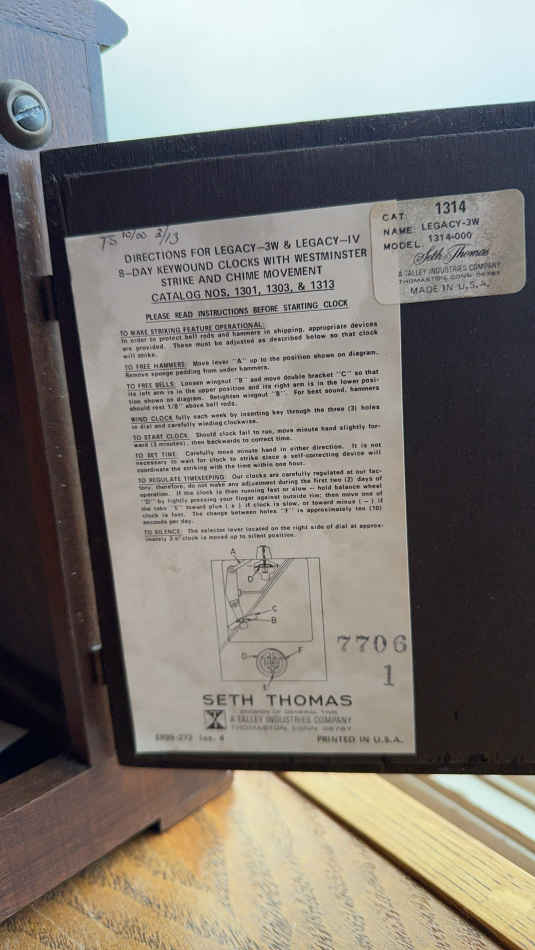 TS 10/00 2/13
CAT: 1314
NAME: LEGACY-3W
MODEL: 1314-000
Seth Thomas
A TALLEY INDUSTRIES COMPANY
THOMASTON, CONN 06787
MADE IN U.S.A.
DIRECTIONS FOR LEGACY-3W & LEGACY-IV
8-DAY KEYWOUND CLOCKS WITH WESTMINSTER
STRIKE AND CHIME MOVEMENT
CATALOG NOS, 1301, 1303, & 1313
PLEASE READ INSTRUCTIONS BEFORE STARTING CLOCK
TO MAKE STRIKING FEATURE OPERATIONAL:
In order to protect bell rods and hammers in shipping, appropriate devices
are provided. These must be adjusted as described below so that clock
will strike.
TO FREE HAMMERS: Move lever "A" up to the position shown on diagram.
Remove sponge padding from under hammers.
TO FREE BELLS: Loosen wingnut "B" and move double bracket "C" so that
its left arm is in the upper position and its right arm is in the lower posi-
tion shown on diagram. Retighten wingnut "B". For best sound, hammers
should rest 1/8" above bell rods.
WIND CLOCK fully each week by inserting key through the three (3) holes
in dial and carefully winding clockwise.
TO START CLOCK: Should clock fail to run, move minute hand slightly for-
ward (3 minutes), then backwards to correct time.
TO SET TIME: Carefully move minute hand in either direction. It is not
necessary to wait for clock to strike since a self-correcting device will
coordinate the striking with the time within one hour.
TO REGULATE TIMEKEEPING: Our clocks are carefully regulated at our fac-
tory, therefore, do not make any adjustment during the first two (2) days of
operation. If the clock is then running fast or slow - hold balance wheel
"D" by lightly pressing your finger against outside rim; then move one of
the tabs "E" toward plus (+) if clock is slow, or toward minus (-) if
clock is fast. The change between holes "F" is approximately ten (10)
seconds per day.
TO SILENCE: The selector lever located on the right side of dial at approx-
imately 3 o'clock is moved up to silent position.
A
C
B
D
F
E
7706
1
SETH THOMAS
DIVISION OF GENERAL TIME
A TALLEY INDUSTRIES COMPANY
THOMASTON, CONN. 06787
Iss. 4
PRINTED IN U.S.A.